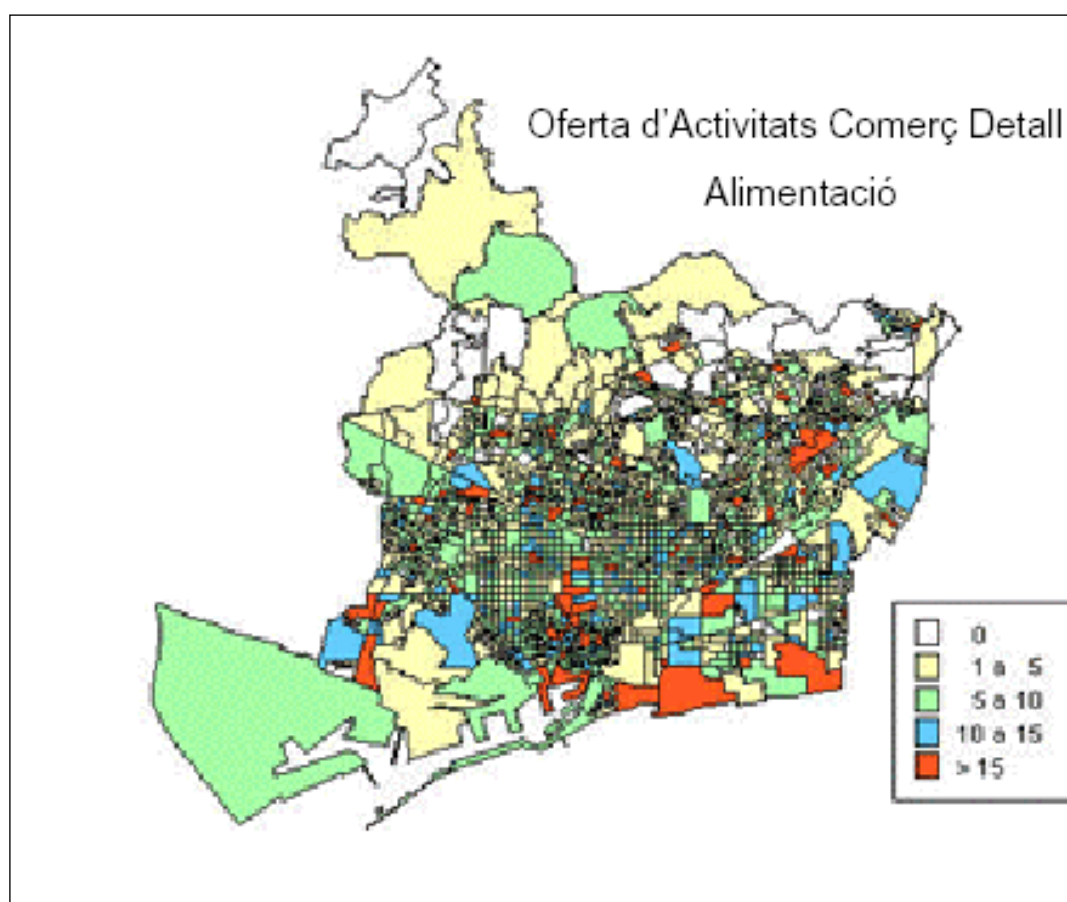 Oferta d'Activitats Comerç Detall
Alimentació
0
1 a 5
5 a 10
10 a 15
> 15